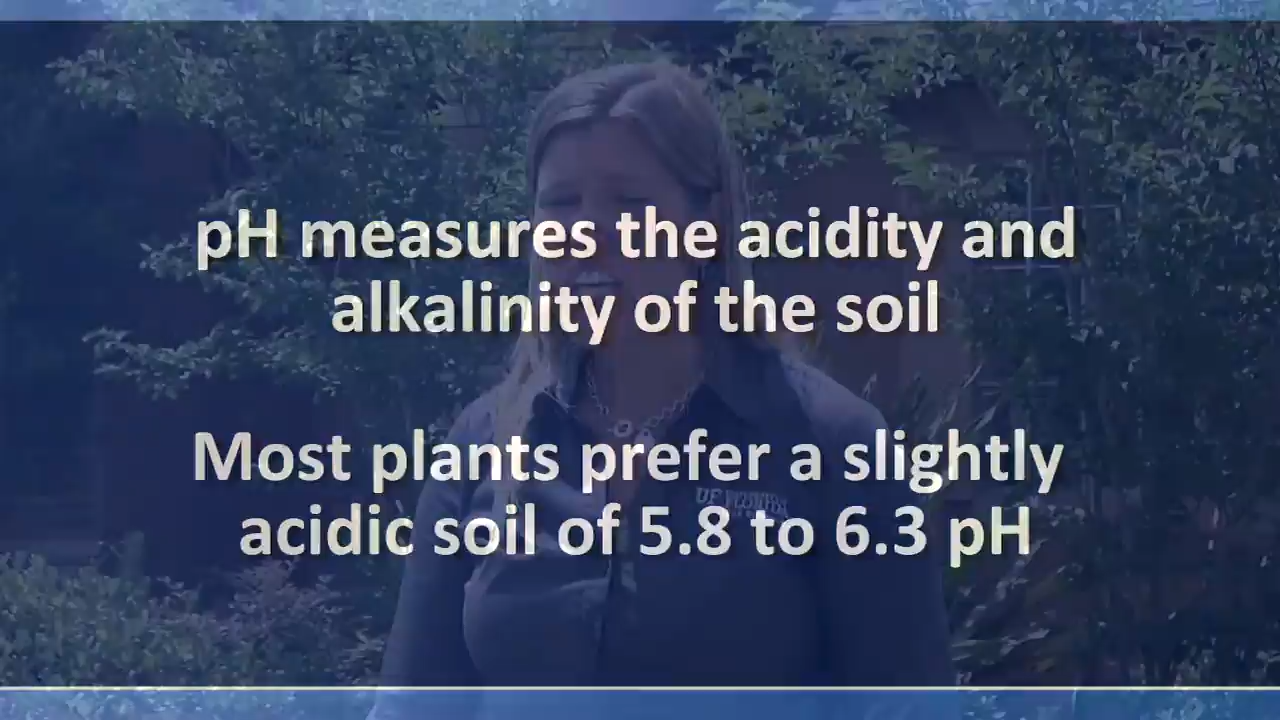 pH measures the acidity and
alkalinity of the soil
Most plants prefer a slightly
acidic soil of 5.8 to 6.3 pH
UF